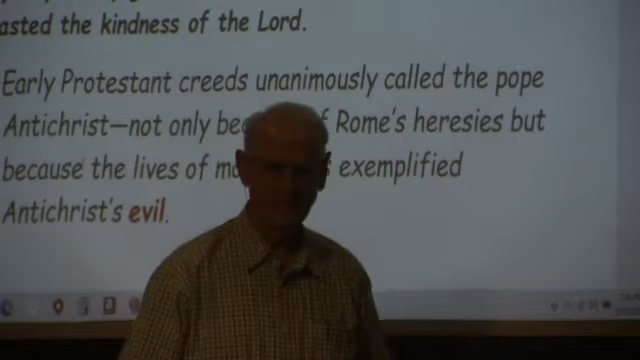 asted the kindness of the Lord.
Early Protestant creeds unanimously called the pope
Antichrist—not only bec f Rome's heresies but
because the lives of m exemplified
Antichrist's evil.